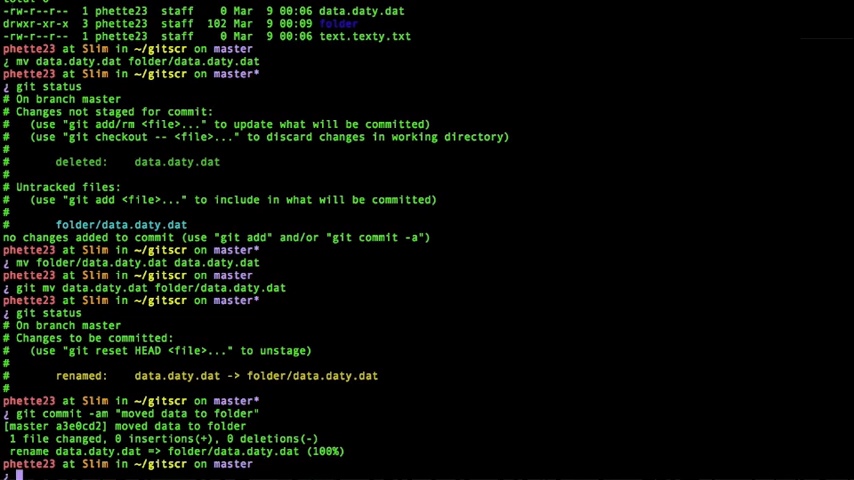 total 0
-rw-r--r--  1 phette23  staff    0 Mar  9 00:06 data.daty.dat
drwxr-xr-x  3 phette23  staff  102 Mar  9 00:09 folder
-rw-r--r--  1 phette23  staff    0 Mar  9 00:06 text.texty.txt
phette23 at Slim in ~/gitscr on master
¿ mv data.daty.dat folder/data.daty.dat
phette23 at Slim in ~/gitscr on master*
¿ git status
# On branch master
# Changes not staged for commit:
#   (use "git add/rm <file>..." to update what will be committed)
#   (use "git checkout -- <file>..." to discard changes in working directory)
#
#       deleted:    data.daty.dat
#
# Untracked files:
#   (use "git add <file>..." to include in what will be committed)
#
#       folder/data.daty.dat
no changes added to commit (use "git add" and/or "git commit -a")
phette23 at Slim in ~/gitscr on master*
¿ mv folder/data.daty.dat data.daty.dat
phette23 at Slim in ~/gitscr on master
¿ git mv data.daty.dat folder/data.daty.dat
phette23 at Slim in ~/gitscr on master*
¿ git status
# On branch master
# Changes to be committed:
#   (use "git reset HEAD <file>..." to unstage)
#
#       renamed:    data.daty.dat -> folder/data.daty.dat
#
phette23 at Slim in ~/gitscr on master*
¿ git commit -am "moved data to folder"
[master a3e0cd2] moved data to folder
 1 file changed, 0 insertions(+), 0 deletions(-)
 rename data.daty.dat => folder/data.daty.dat (100%)
phette23 at Slim in ~/gitscr on master
¿